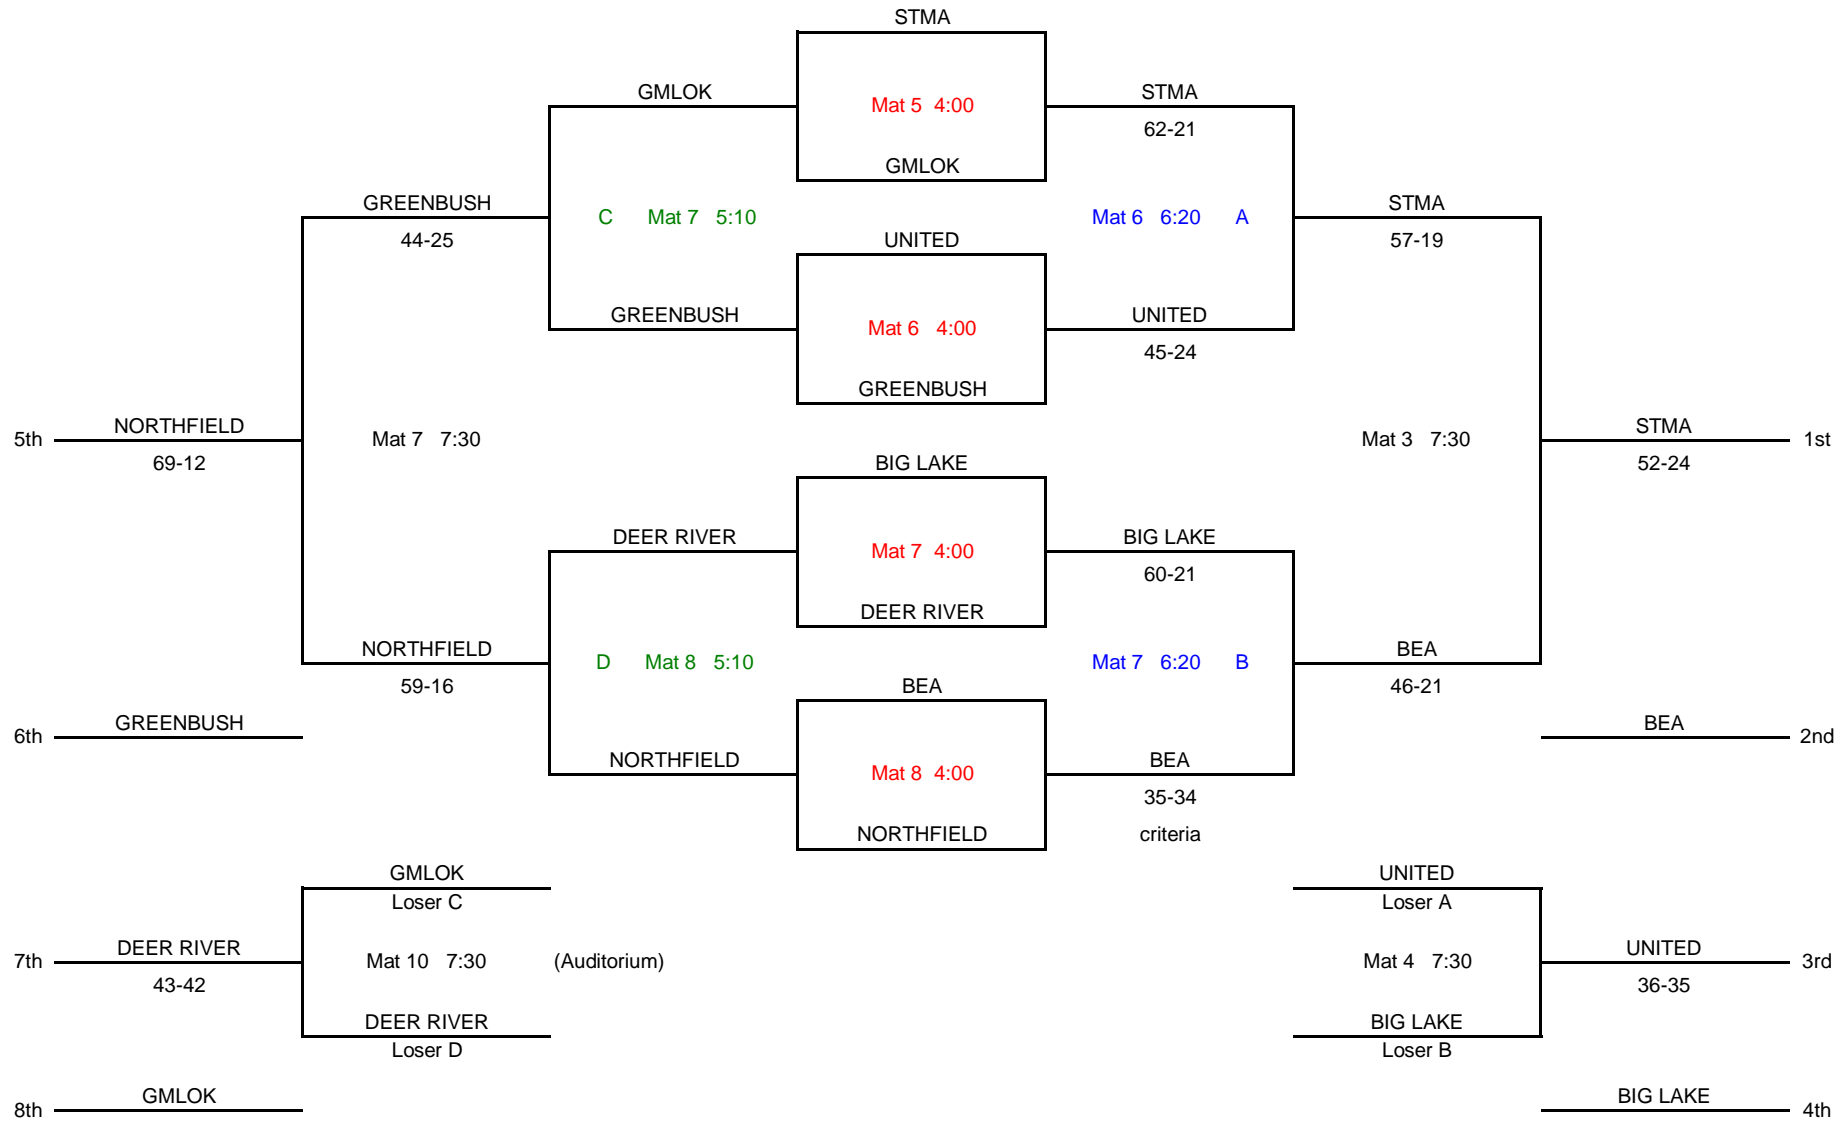 STMA
GMLOK
Mat 5 4:00
STMA
62-21
GMLOK
GREENBUSH
C Mat 7 5:10
Mat 6 6:20 A
STMA
44-25
UNITED
57-19
GREENBUSH
Mat 6 4:00
UNITED
45-24
GREENBUSH
5th NORTHFIELD
Mat 7 7:30
Mat 3 7:30
STMA 1st
69-12
BIG LAKE
52-24
DEER RIVER
Mat 7 4:00
BIG LAKE
60-21
DEER RIVER
NORTHFIELD
D Mat 8 5:10
Mat 7 6:20 B
BEA
59-16
BEA
46-21
6th GREENBUSH
BEA 2nd
NORTHFIELD
Mat 8 4:00
BEA
35-34
NORTHFIELD
criteria
GMLOK
Loser C
UNITED
Loser A
7th DEER RIVER
Mat 10 7:30 (Auditorium)
Mat 4 7:30
UNITED 3rd
43-42
36-35
DEER RIVER
Loser D
BIG LAKE
Loser B
8th GMLOK
BIG LAKE 4th